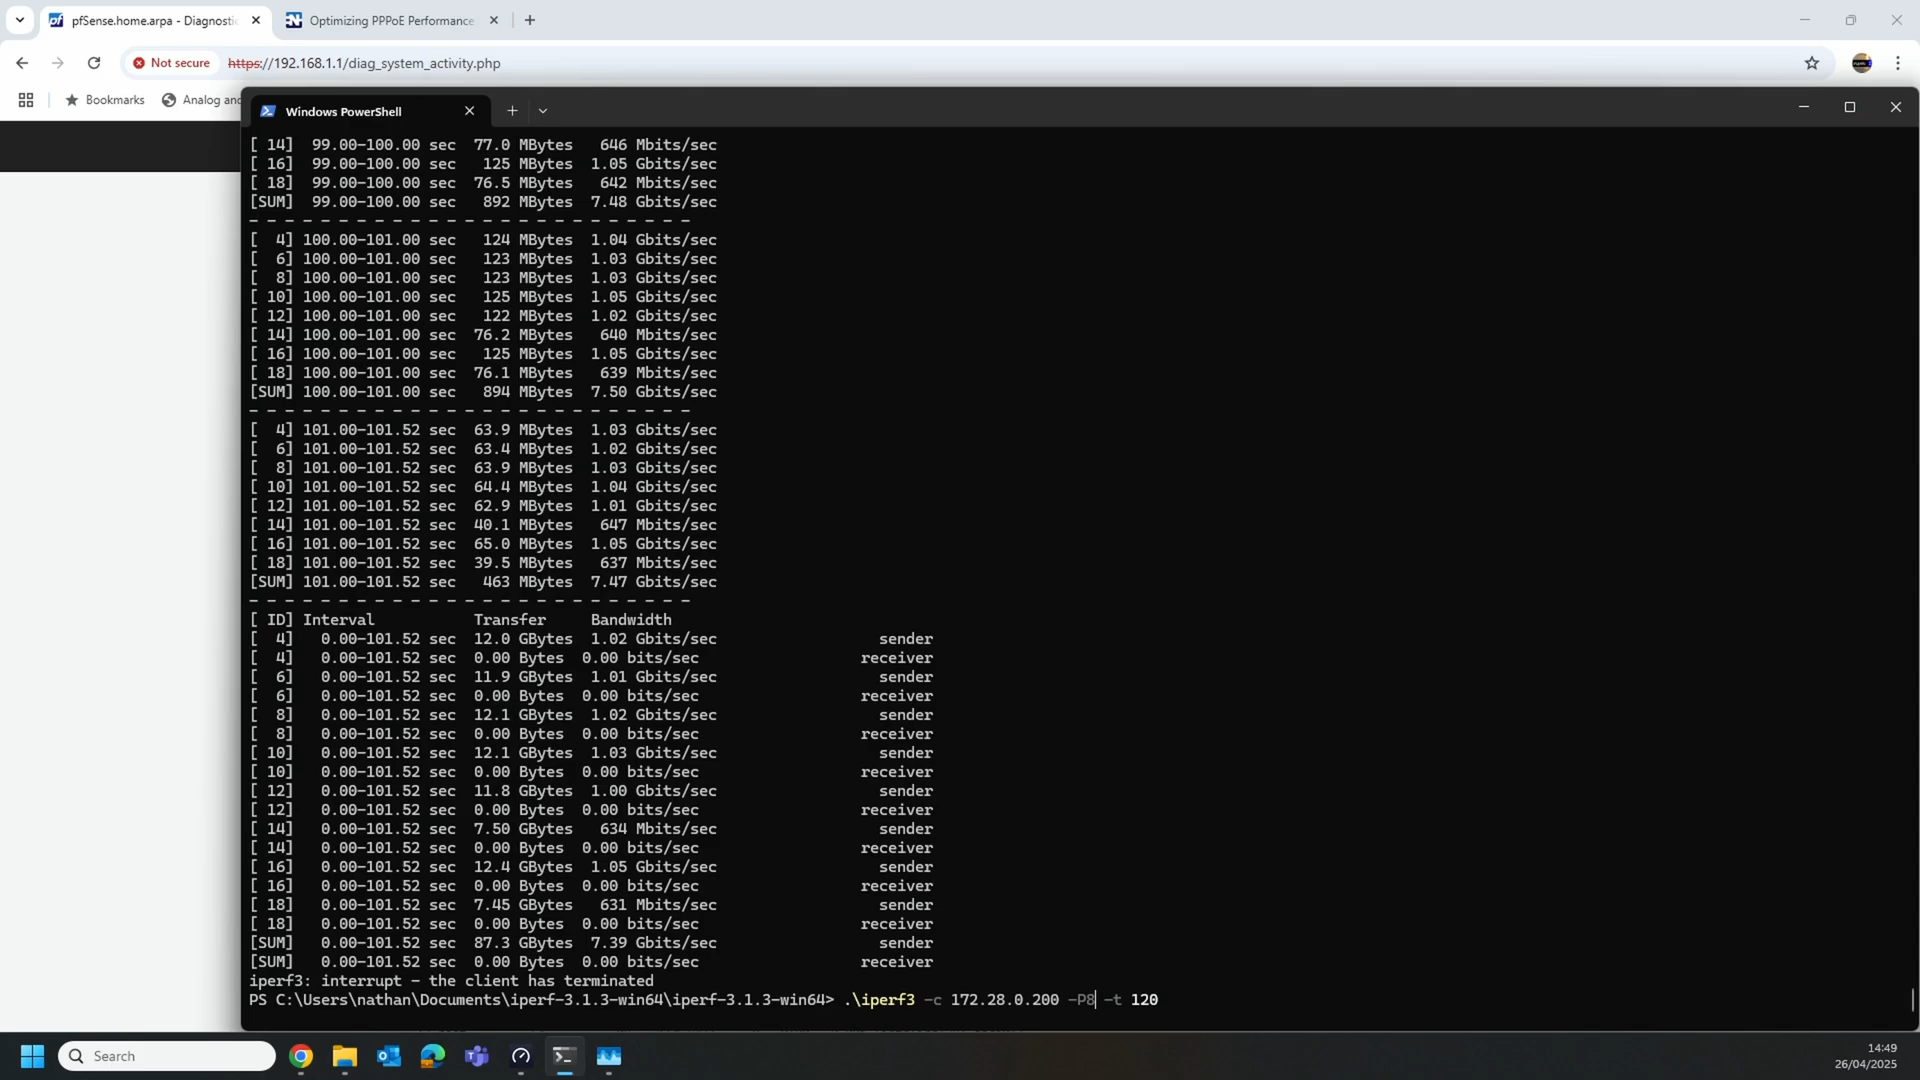 pfSense.home.arpa - Diagnostic
Optimizing PPPoE Performance
Not secure
https://192.168.1.1/diag_system_activity.php
Bookmarks
Analog and
Windows PowerShell
[ 14]  99.00-100.00 sec  77.0 MBytes   646 Mbits/sec
[ 16]  99.00-100.00 sec   125 MBytes  1.05 Gbits/sec
[ 18]  99.00-100.00 sec  76.5 MBytes   642 Mbits/sec
[SUM]  99.00-100.00 sec   892 MBytes  7.48 Gbits/sec
- - - - - - - - - - - - - - - - - - - - - - - - -
[  4] 100.00-101.00 sec   124 MBytes  1.04 Gbits/sec
[  6] 100.00-101.00 sec   123 MBytes  1.03 Gbits/sec
[  8] 100.00-101.00 sec   123 MBytes  1.03 Gbits/sec
[ 10] 100.00-101.00 sec   125 MBytes  1.05 Gbits/sec
[ 12] 100.00-101.00 sec   122 MBytes  1.02 Gbits/sec
[ 14] 100.00-101.00 sec  76.2 MBytes   640 Mbits/sec
[ 16] 100.00-101.00 sec   125 MBytes  1.05 Gbits/sec
[ 18] 100.00-101.00 sec  76.1 MBytes   639 Mbits/sec
[SUM] 100.00-101.00 sec   894 MBytes  7.50 Gbits/sec
- - - - - - - - - - - - - - - - - - - - - - - - -
[  4] 101.00-101.52 sec  63.9 MBytes  1.03 Gbits/sec
[  6] 101.00-101.52 sec  63.4 MBytes  1.02 Gbits/sec
[  8] 101.00-101.52 sec  63.9 MBytes  1.03 Gbits/sec
[ 10] 101.00-101.52 sec  64.4 MBytes  1.04 Gbits/sec
[ 12] 101.00-101.52 sec  62.9 MBytes  1.01 Gbits/sec
[ 14] 101.00-101.52 sec  40.1 MBytes   647 Mbits/sec
[ 16] 101.00-101.52 sec  65.0 MBytes  1.05 Gbits/sec
[ 18] 101.00-101.52 sec  39.5 MBytes   637 Mbits/sec
[SUM] 101.00-101.52 sec   463 MBytes  7.47 Gbits/sec
- - - - - - - - - - - - - - - - - - - - - - - - -
[ ID] Interval           Transfer     Bandwidth
[  4]   0.00-101.52 sec  12.0 GBytes  1.02 Gbits/sec                  sender
[  4]   0.00-101.52 sec  0.00 Bytes  0.00 bits/sec                  receiver
[  6]   0.00-101.52 sec  11.9 GBytes  1.01 Gbits/sec                  sender
[  6]   0.00-101.52 sec  0.00 Bytes  0.00 bits/sec                  receiver
[  8]   0.00-101.52 sec  12.1 GBytes  1.02 Gbits/sec                  sender
[  8]   0.00-101.52 sec  0.00 Bytes  0.00 bits/sec                  receiver
[ 10]   0.00-101.52 sec  12.1 GBytes  1.03 Gbits/sec                  sender
[ 10]   0.00-101.52 sec  0.00 Bytes  0.00 bits/sec                  receiver
[ 12]   0.00-101.52 sec  11.8 GBytes  1.00 Gbits/sec                  sender
[ 12]   0.00-101.52 sec  0.00 Bytes  0.00 bits/sec                  receiver
[ 14]   0.00-101.52 sec  7.50 GBytes   634 Mbits/sec                  sender
[ 14]   0.00-101.52 sec  0.00 Bytes  0.00 bits/sec                  receiver
[ 16]   0.00-101.52 sec  12.4 GBytes  1.05 Gbits/sec                  sender
[ 16]   0.00-101.52 sec  0.00 Bytes  0.00 bits/sec                  receiver
[ 18]   0.00-101.52 sec  7.45 GBytes   631 Mbits/sec                  sender
[ 18]   0.00-101.52 sec  0.00 Bytes  0.00 bits/sec                  receiver
[SUM]   0.00-101.52 sec  87.3 GBytes  7.39 Gbits/sec                  sender
[SUM]   0.00-101.52 sec  0.00 Bytes  0.00 bits/sec                  receiver
iperf3: interrupt - the client has terminated
PS C:\Users\nathan\Documents\iperf-3.1.3-win64\iperf-3.1.3-win64> .\iperf3 -c 172.28.0.200 -P8 -t 120
Search
14:49
26/04/2025